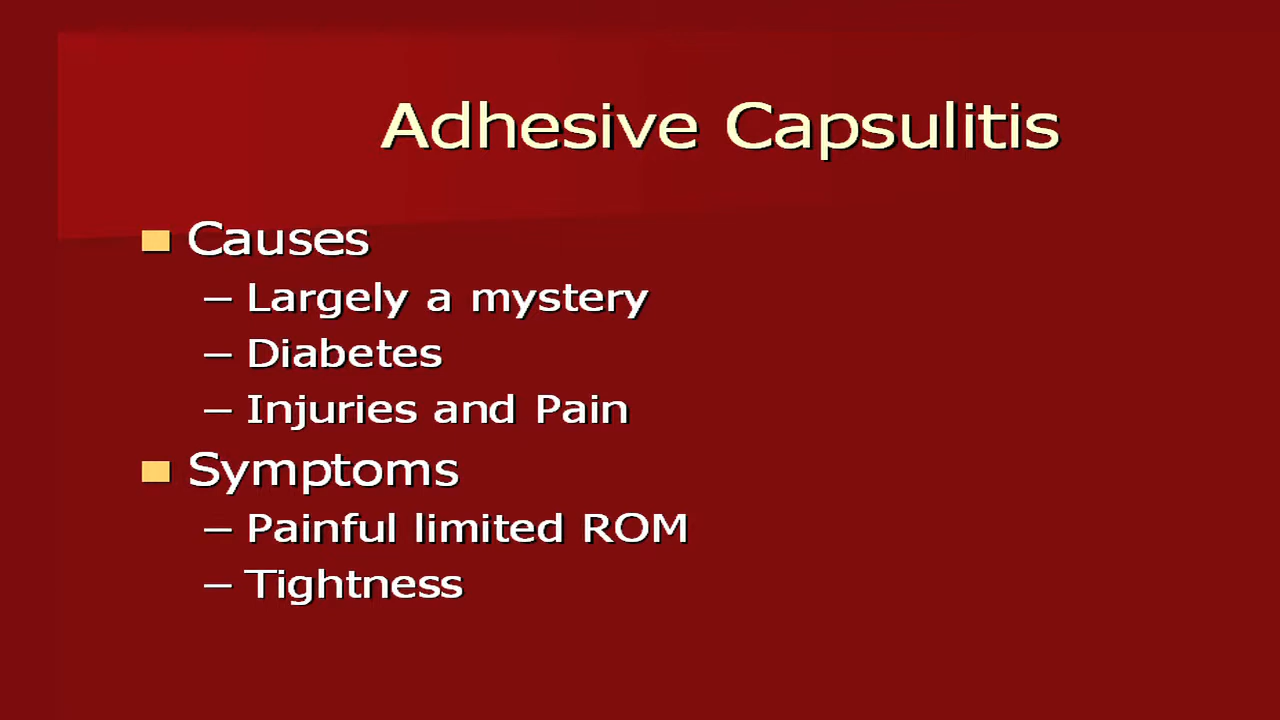 Adhesive Capsulitis
Causes
– Largely a mystery
– Diabetes
– Injuries and Pain
Symptoms
– Painful limited ROM
– Tightness